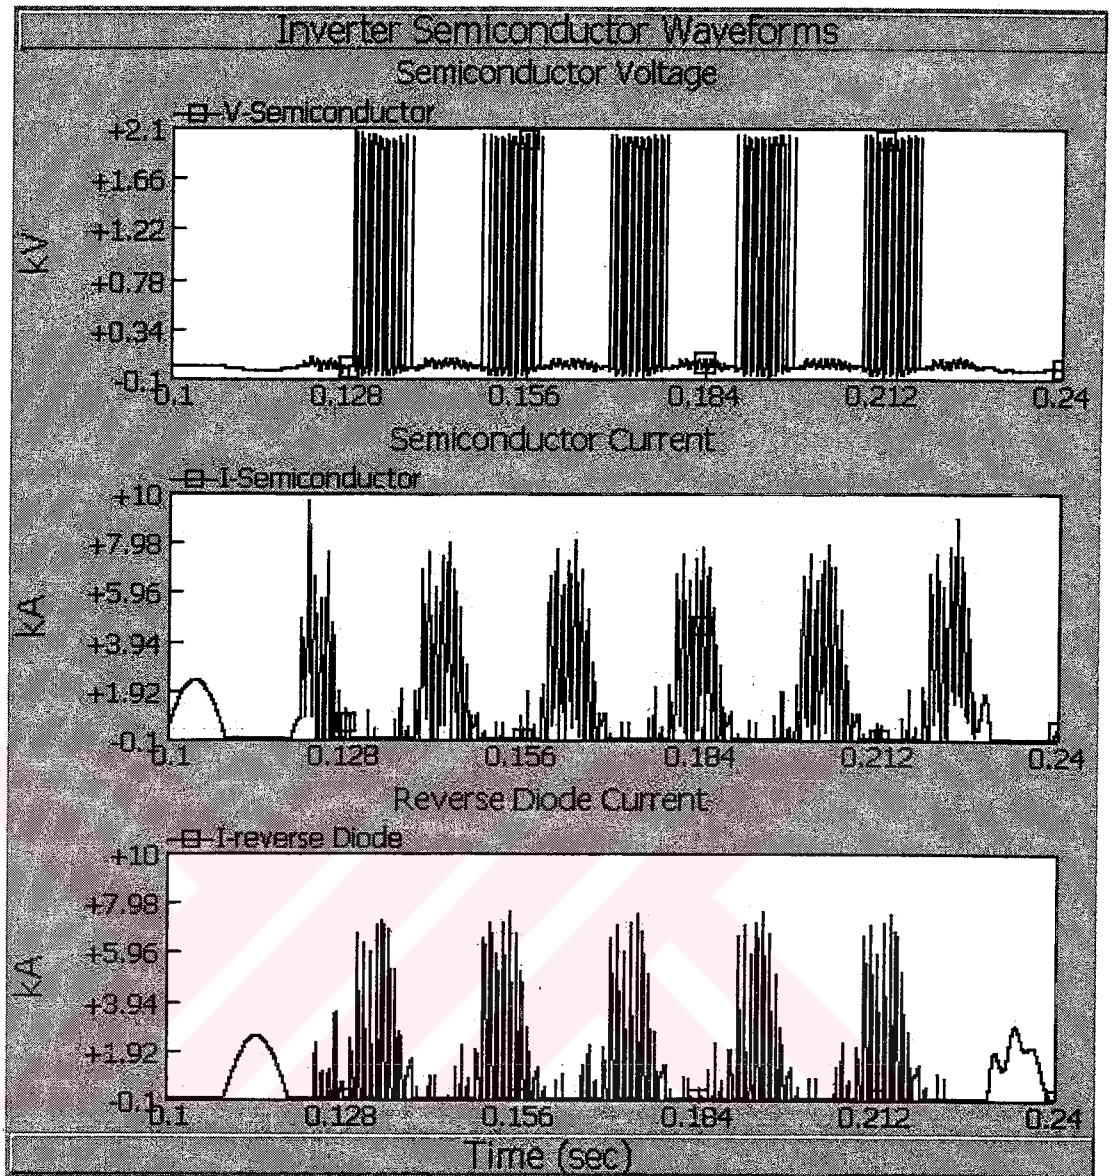 Inverter Semiconductor Waveforms
Semiconductor Voltage
V-Semiconductor
+2.1
+1.66
+1.22
+0.78
+0.34
-0.1
kV
0.1 0.128 0.156 0.184 0.212 0.24
Semiconductor Current
I-Semiconductor
+10
+7.98
+5.96
+3.94
+1.92
-0.1
kA
0.1 0.128 0.156 0.184 0.212 0.24
Reverse Diode Current
I-reverse Diode
+10
+7.98
+5.96
+3.94
+1.92
-0.1
kA
0.1 0.128 0.156 0.184 0.212 0.24
Time (sec)